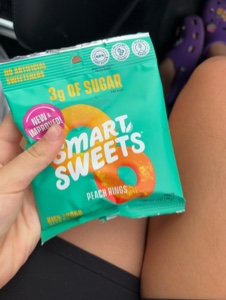 NO ARTIFICIAL
SWEETENERS
3g OF SUGAR
NEW &
IMPROVED!
SMART
SWEETS
PEACH RINGS